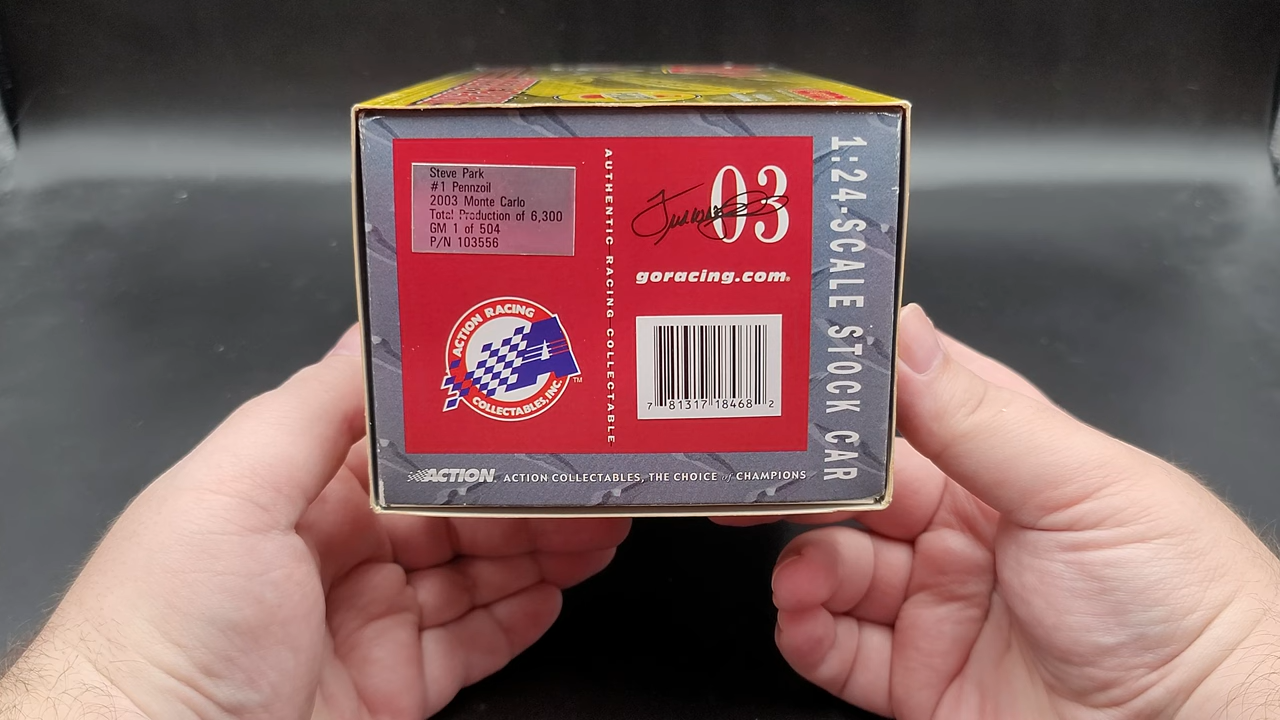 Steve Park
#1 Pennzoil
2003 Monte Carlo
Total Production of 6,300
GM 1 of 504
P/N 103556
ACTION RACING
COLLECTABLES, INC.
TM
AUTHENTIC RACING COLLECTABLE
03
goracing.com
7 81317 18468 2
1:24-SCALE STOCK CAR
ACTION ACTION COLLECTABLES, THE CHOICE of CHAMPIONS